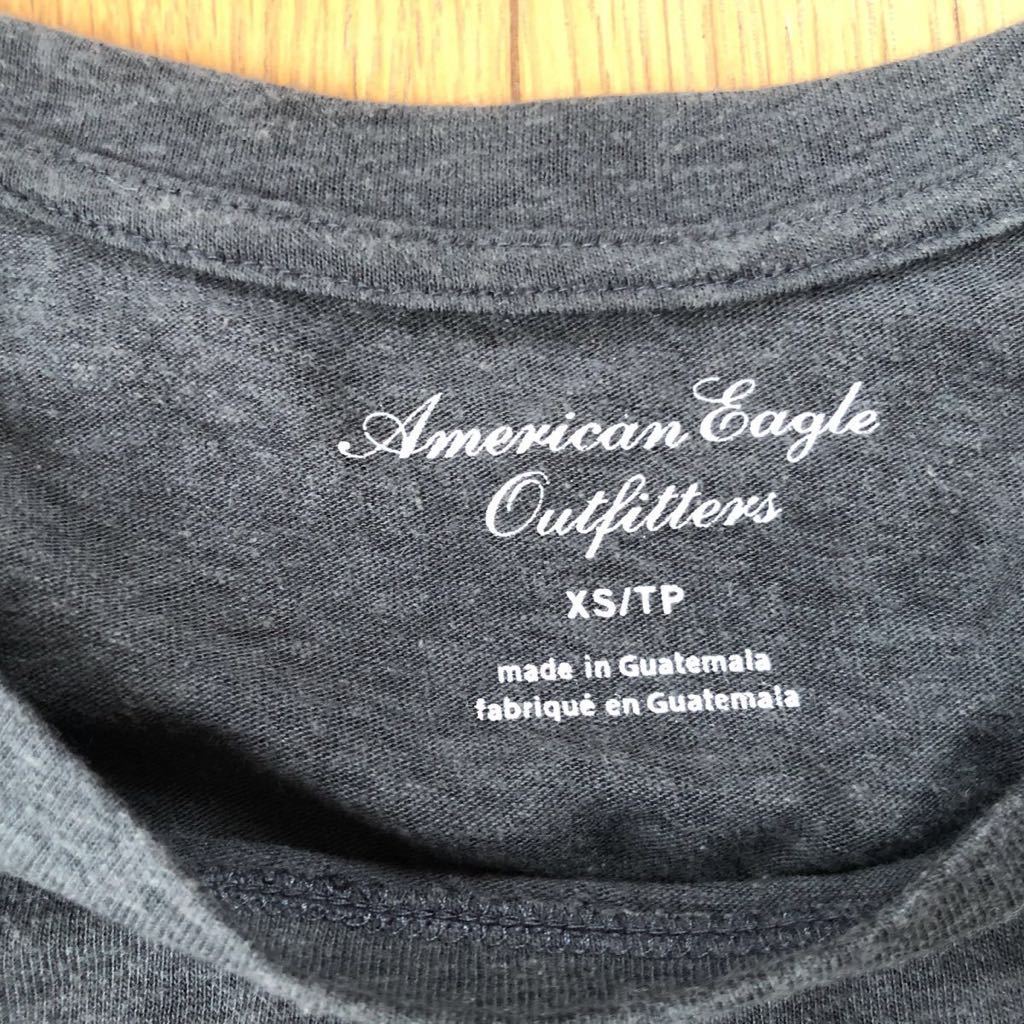 American Eagle
Outfitters
XS/TP
made in Guatemala
fabriqué en Guatemala